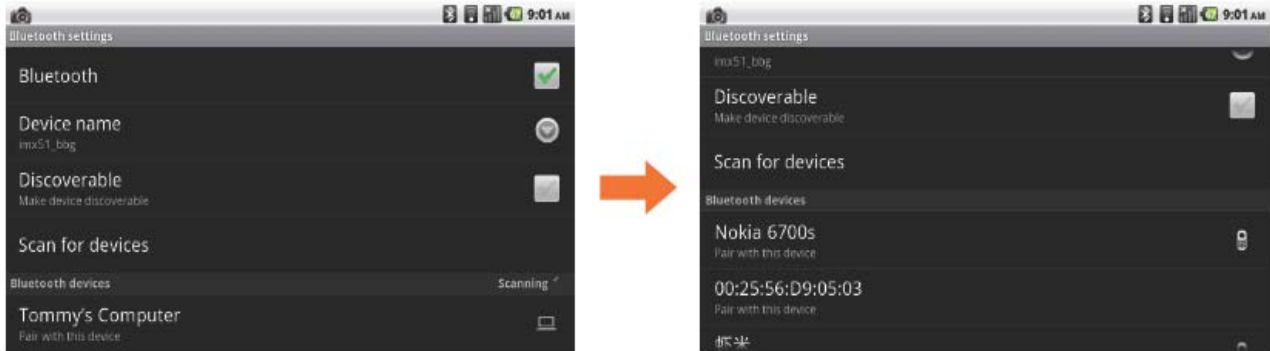 9:01 AM
Bluetooth settings
Bluetooth
Device name
imx51_bbg
Discoverable
Make device discoverable
Scan for devices
Bluetooth devices
Scanning
Tommy's Computer
Pair with this device
9:01 AM
Bluetooth settings
imx51_bbg
Discoverable
Make device discoverable
Scan for devices
Bluetooth devices
Nokia 6700s
Pair with this device
00:25:56:D9:05:03
Pair with this device
虾米